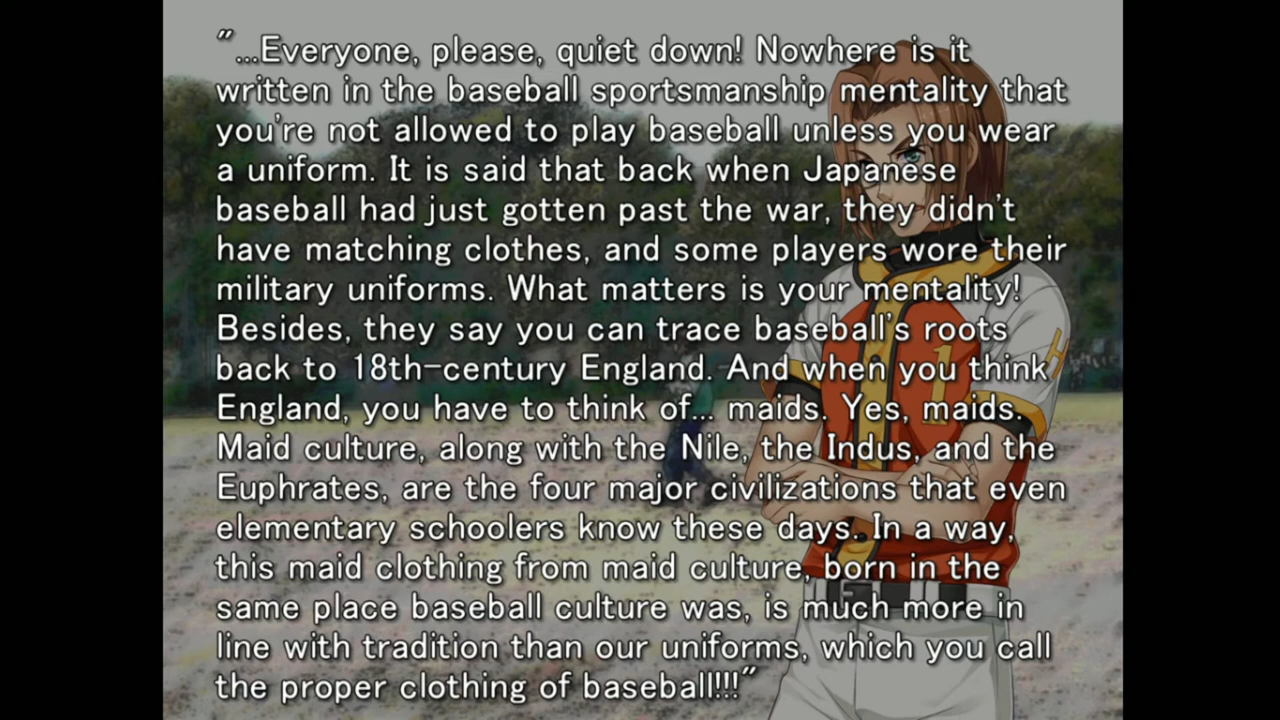 "...Everyone, please, quiet down! Nowhere is it
written in the baseball sportsmanship mentality that
you're not allowed to play baseball unless you wear
a uniform. It is said that back when Japanese
baseball had just gotten past the war, they didn't
have matching clothes, and some players wore their
military uniforms. What matters is your mentality!
Besides, they say you can trace baseball's roots
back to 18th-century England. And when you think
England, you have to think of... maids. Yes, maids.
Maid culture, along with the Nile, the Indus, and the
Euphrates, are the four major civilizations that even
elementary schoolers know these days. In a way,
this maid clothing from maid culture, born in the
same place baseball culture was, is much more in
line with tradition than our uniforms, which you call
the proper clothing of baseball!!!"
1
H